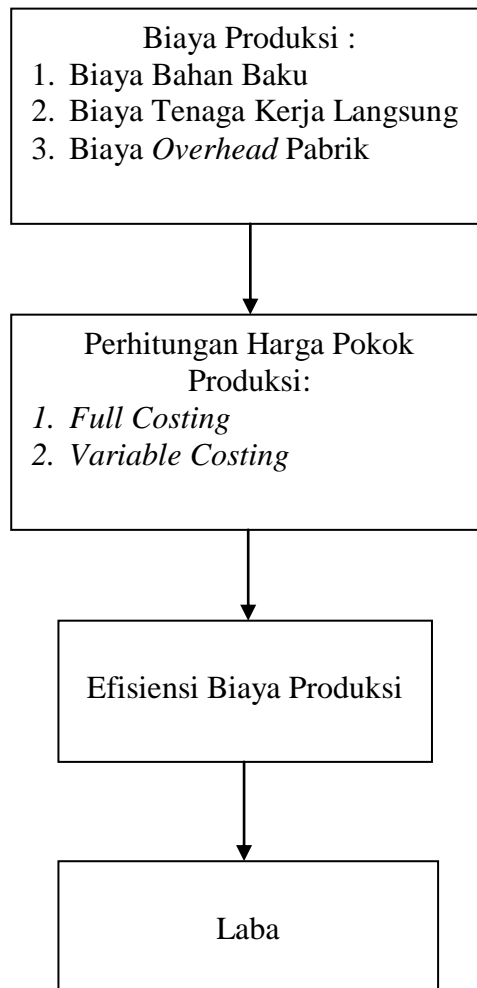 Biaya Produksi :
1. Biaya Bahan Baku
2. Biaya Tenaga Kerja Langsung
3. Biaya Overhead Pabrik
Perhitungan Harga Pokok
Produksi:
1. Full Costing
2. Variable Costing
Efisiensi Biaya Produksi
Laba